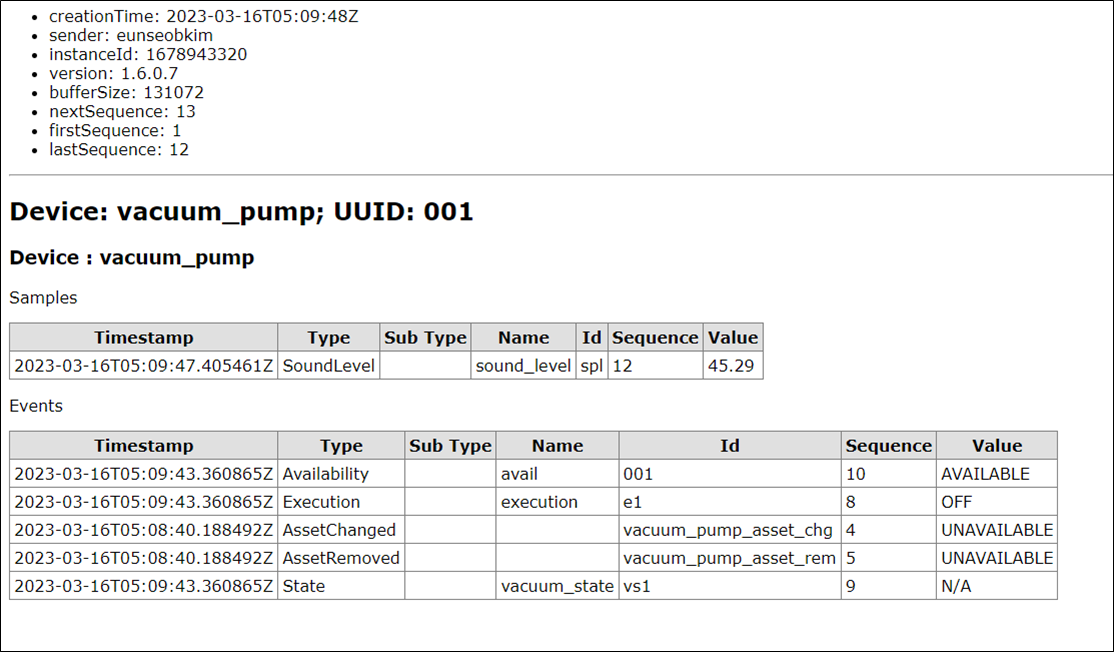 creationTime: 2023-03-16T05:09:48Z
sender: eunseobkim
instanceId: 1678943320
version: 1.6.0.7
bufferSize: 131072
nextSequence: 13
firstSequence: 1
lastSequence: 12
Device: vacuum_pump; UUID: 001
Device : vacuum_pump
Samples
Timestamp Type Sub Type Name Id Sequence Value
2023-03-16T05:09:47.405461Z SoundLevel sound_level spl 12 45.29
Events
Timestamp Type Sub Type Name Id Sequence Value
2023-03-16T05:09:43.360865Z Availability avail 001 10 AVAILABLE
2023-03-16T05:09:43.360865Z Execution execution e1 8 OFF
2023-03-16T05:08:40.188492Z AssetChanged vacuum_pump_asset_chg 4 UNAVAILABLE
2023-03-16T05:08:40.188492Z AssetRemoved vacuum_pump_asset_rem 5 UNAVAILABLE
2023-03-16T05:09:43.360865Z State vacuum_state vs1 9 N/A